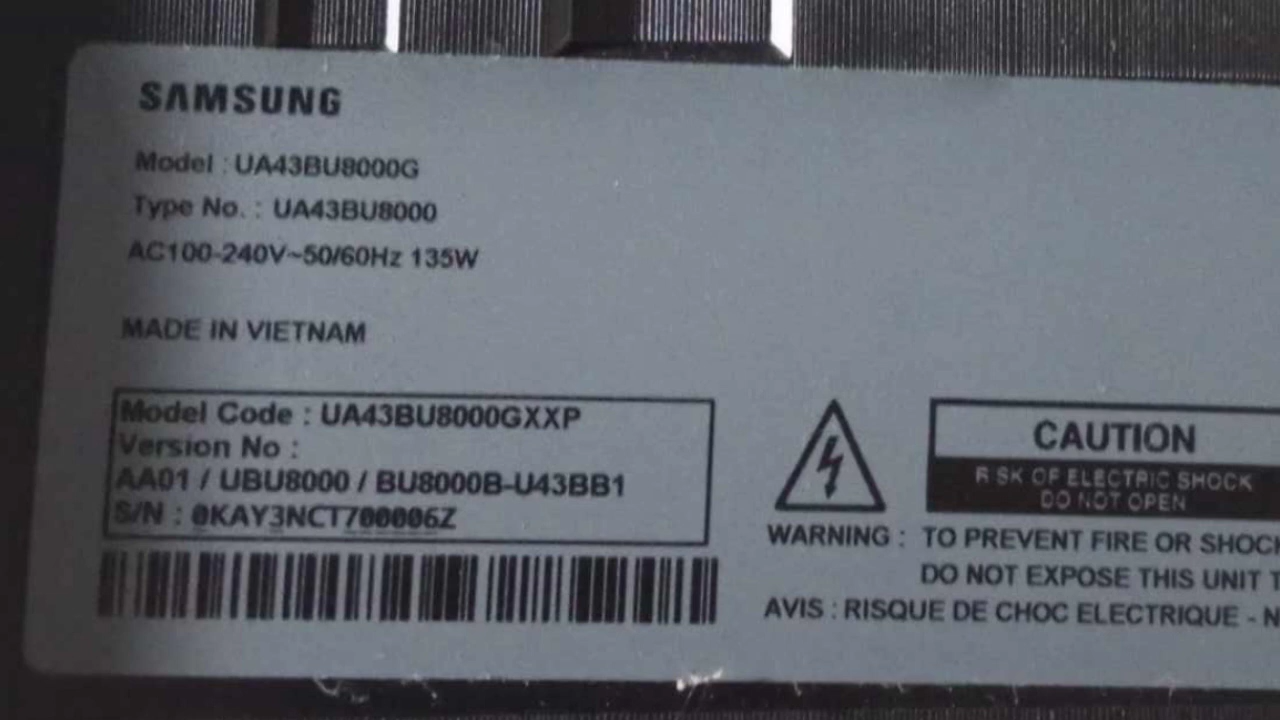 SAMSUNG
Model : UA43BU8000G
Type No. : UA43BU8000
AC100-240V~50/60Hz 135W
MADE IN VIETNAM
Model Code : UA43BU8000GXXP
Version No :
AA01 / UBU8000 / BU8000B-U43BB1
S/N : 0KAY3NCT700006Z
CAUTION
RISK OF ELECTRIC SHOCK
DO NOT OPEN
WARNING : TO PREVENT FIRE OR SHOCK
DO NOT EXPOSE THIS UNIT T
AVIS : RISQUE DE CHOC ELECTRIQUE - N